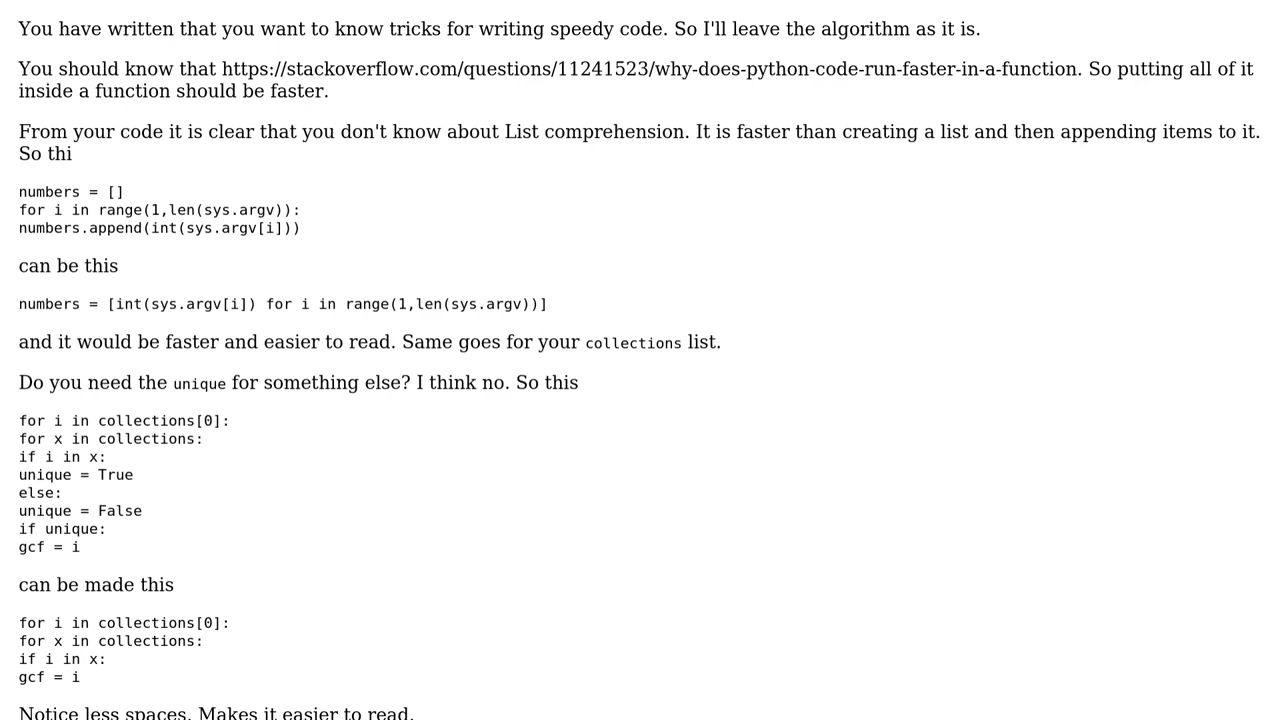 You have written that you want to know tricks for writing speedy code. So I'll leave the algorithm as it is.
You should know that https://stackoverflow.com/questions/11241523/why-does-python-code-run-faster-in-a-function. So putting all of it
inside a function should be faster.
From your code it is clear that you don't know about List comprehension. It is faster than creating a list and then appending items to it.
So thi
numbers = []
for i in range(1,len(sys.argv)):
numbers.append(int(sys.argv[i]))
can be this
numbers = [int(sys.argv[i]) for i in range(1,len(sys.argv))]
and it would be faster and easier to read. Same goes for your collections list.
Do you need the unique for something else? I think no. So this
for i in collections[0]:
for x in collections:
if i in x:
unique = True
else:
unique = False
if unique:
gcf = i
can be made this
for i in collections[0]:
for x in collections:
if i in x:
gcf = i
Notice less spaces. Makes it easier to read.